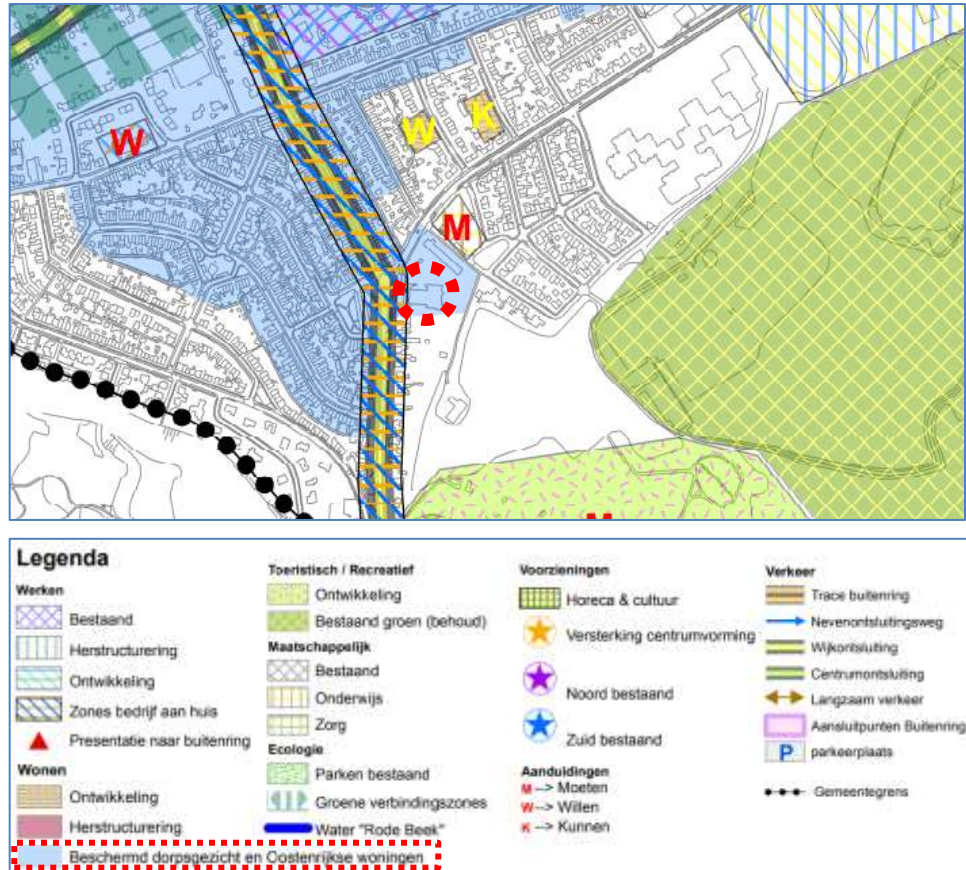 W
W
K
M
Legenda
Werken
Bestaand
Herstructurering
Ontwikkeling
Zones bedrijf aan huis
Presentatie naar buitenring
Wonen
Ontwikkeling
Herstructurering
Beschermd dorpsgezicht en Oostenrijkse woningen
Toeristisch / Recreatief
Ontwikkeling
Bestaand groen (behoud)
Maatschappelijk
Bestaand
Onderwijs
Zorg
Ecologie
Parken bestaand
Groene verbindingszones
Water "Rode Beek"
Voorzieningen
Horeca & cultuur
Versterking centrumvorming
Noord bestaand
Zuid bestaand
Aanduidingen
M --> Moeten
W --> Willen
K --> Kunnen
Verkeer
Trace buitenring
Nevenontsluitingsweg
Wijkontsluiting
Centrumontsluiting
Langzaam verkeer
Aansluitpunten Buitenring
P parkeerplaats
Gemeentegrens